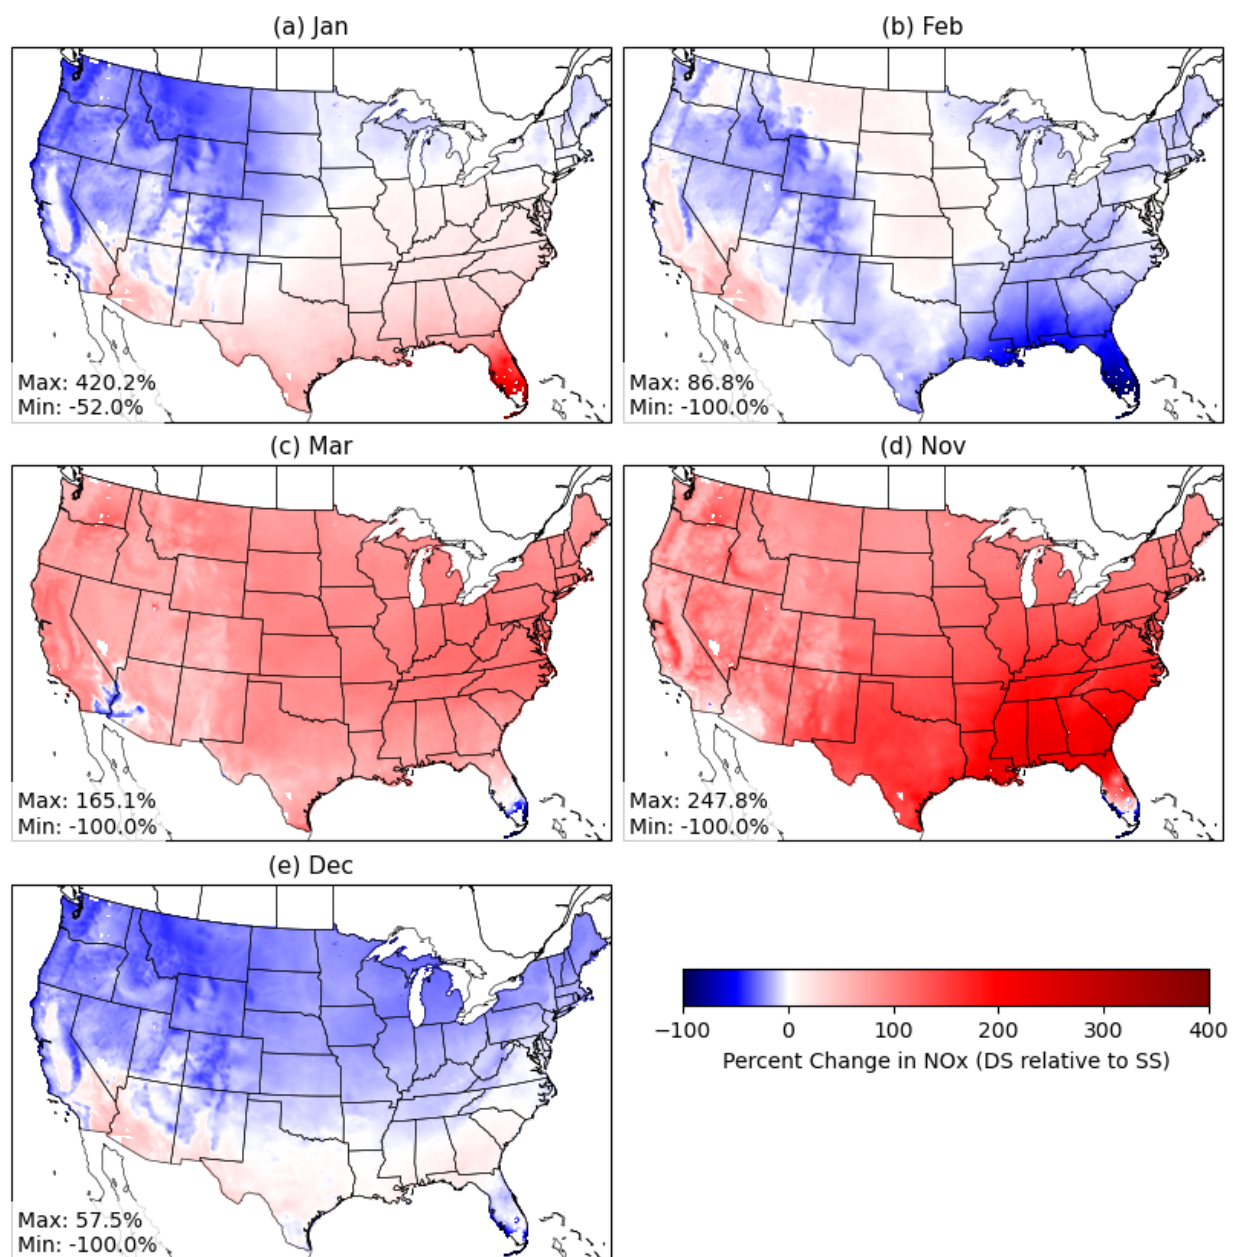 (a) Jan
(b) Feb
Max: 420.2%
Min: -52.0%
Max: 86.8%
Min: -100.0%
(c) Mar
(d) Nov
Max: 165.1%
Min: -100.0%
Max: 247.8%
Min: -100.0%
(e) Dec
Max: 57.5%
Min: -100.0%
−100 0 100 200 300 400
Percent Change in NOx (DS relative to SS)